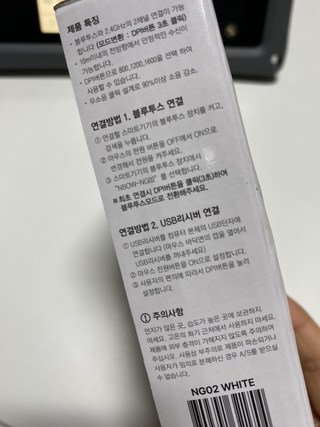 제품 특징
· 블루투스와 2.4GHz의 2채널 연결이 가능
합니다 (모드변환 : DPI버튼 3초 클릭)
· 10m이내의 전방향에서 안정적인 수신이
가능합니다.
· DPI버튼으로 800,1200,1600을 선택 하여
사용할 수 있습니다.
· 무소음 클릭 설계로 90%이상 소음 감소.
연결방법 1. 블루투스 연결
① 연결할 스마트기기의 블루투스 장치를 켜고,
검색을 누릅니다.
② 마우스의 전원 버튼을 OFF에서 ON으로
변경해서 전원을 켜주세요.
③ 스마트기기의 블루투스 장치에서
"NBOW-NG02" 를 선택합니다.
※ 최초 연결시 DPI버튼을 클릭(3초)하여
블루투스모드로 전환해주세요.
연결방법 2. USB리시버 연결
① USB리시버를 컴퓨터 본체의 USB단자에
연결합니다 (마우스 바닥면의 캡을 열어서
USB리시버를 꺼내주세요)
② 마우스 전원버튼을 ON으로 설정합니다.
③ 사용자의 편의에 따라서 DPI버튼을 눌러
설정합니다.
주의사항
먼지가 많은 곳, 습도가 높은 곳에 보관하지
마세요. 고온의 화기 근처에서 사용하지 마세요.
제품에 외부 충격이 가해지지 않도록 주의하여
주십시오. 사용상 부주의로 제품이 파손되거나
사용자가 임의로 분해하신 경우 A/S를 받으실
수 없습니다.
NG02 WHITE